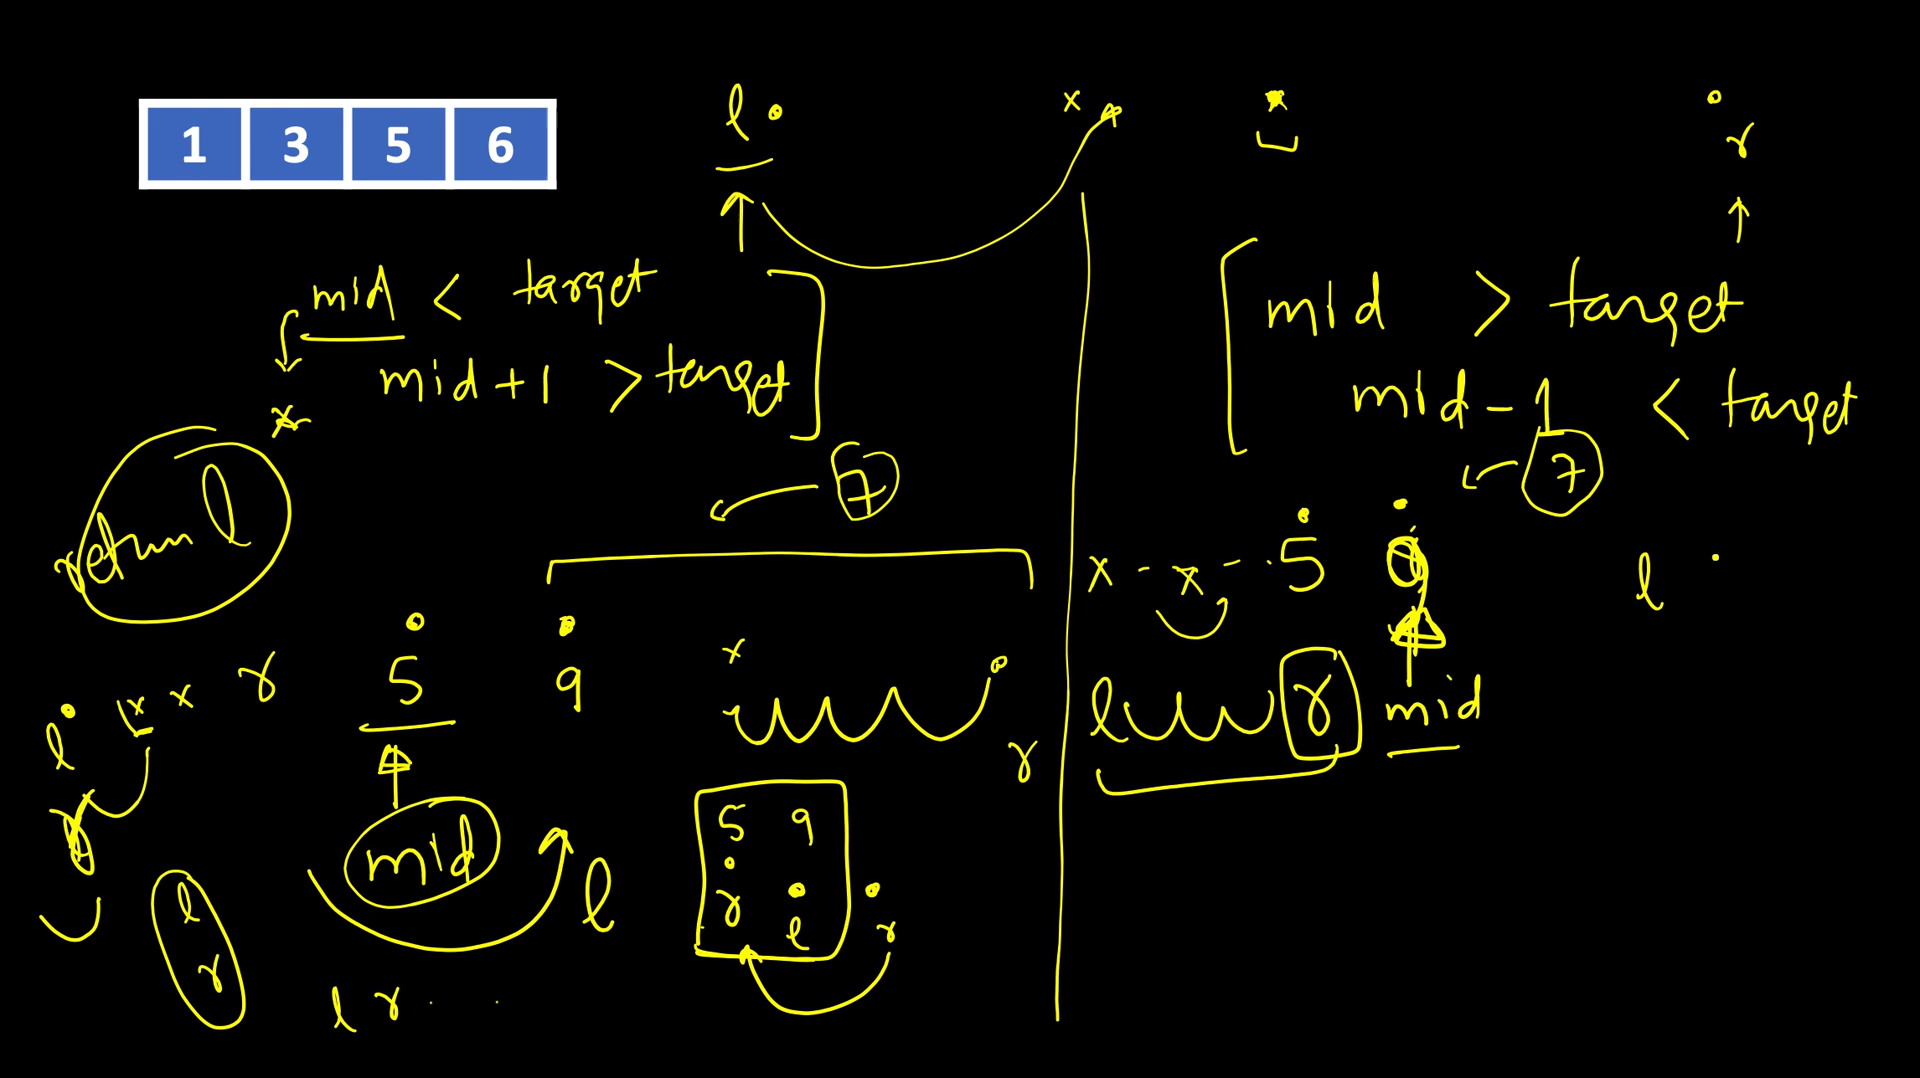 1 3 5 6
l x x r
mid < target
mid + 1 > target
return l
7
l x x r 5 9 x r
mid l
5 9
r l r
l r
l r
mid > target
mid - 1 < target
7
x - x - . 5 9 l
l r mid